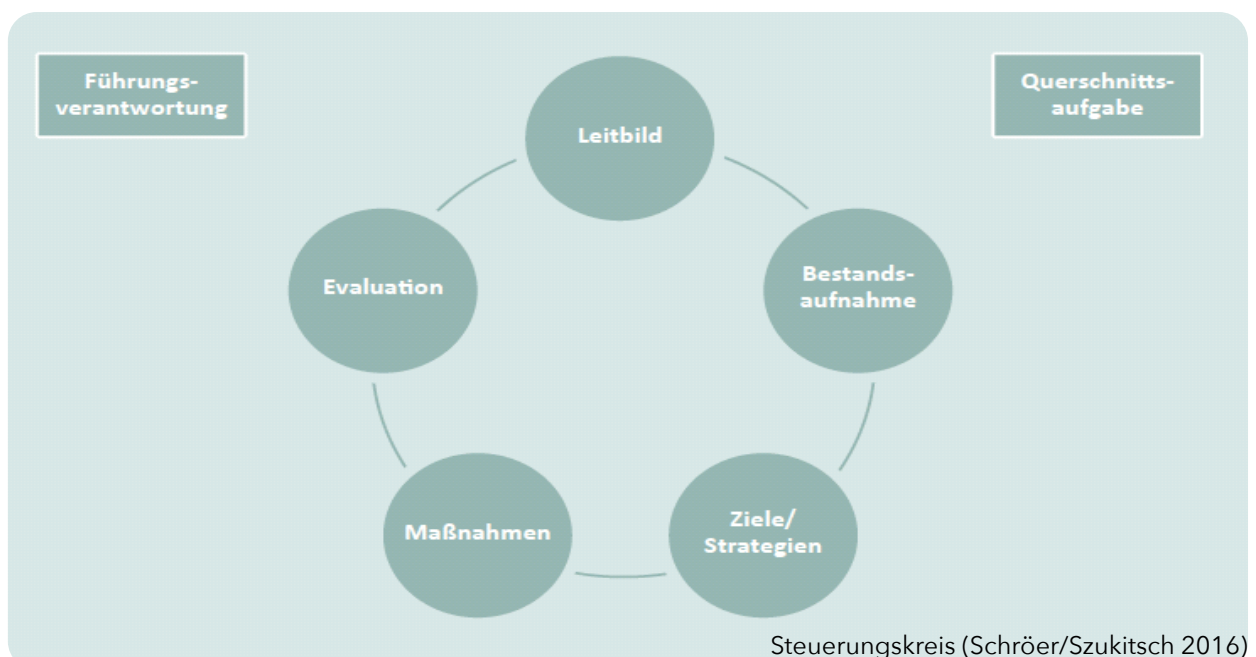 Führungs-
verantwortung
Querschnitts-
aufgabe
Leitbild
Evaluation
Bestands-
aufnahme
Maßnahmen
Ziele/
Strategien
Steuerungskreis (Schröer/Szukitsch 2016)